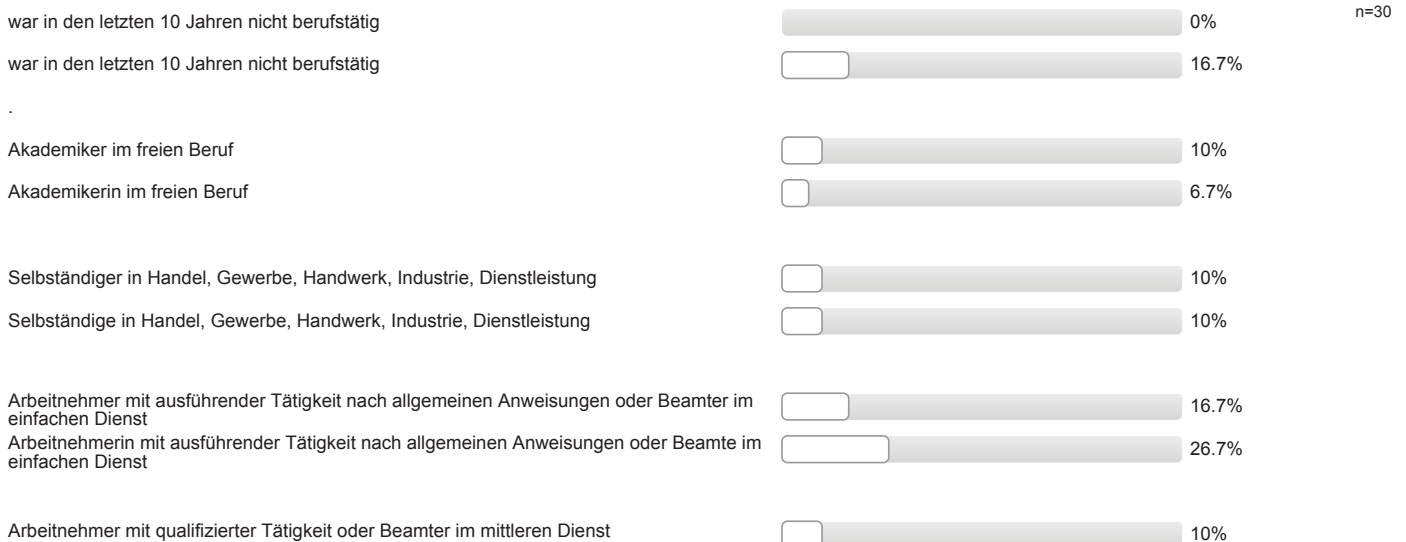 n=30
war in den letzten 10 Jahren nicht berufstätig 0%
war in den letzten 10 Jahren nicht berufstätig 16.7%
.
Akademiker im freien Beruf 10%
Akademikerin im freien Beruf 6.7%
Selbständiger in Handel, Gewerbe, Handwerk, Industrie, Dienstleistung 10%
Selbständige in Handel, Gewerbe, Handwerk, Industrie, Dienstleistung 10%
Arbeitnehmer mit ausführender Tätigkeit nach allgemeinen Anweisungen oder Beamter im
einfachen Dienst 16.7%
Arbeitnehmerin mit ausführender Tätigkeit nach allgemeinen Anweisungen oder Beamte im
einfachen Dienst 26.7%
Arbeitnehmer mit qualifizierter Tätigkeit oder Beamter im mittleren Dienst 10%